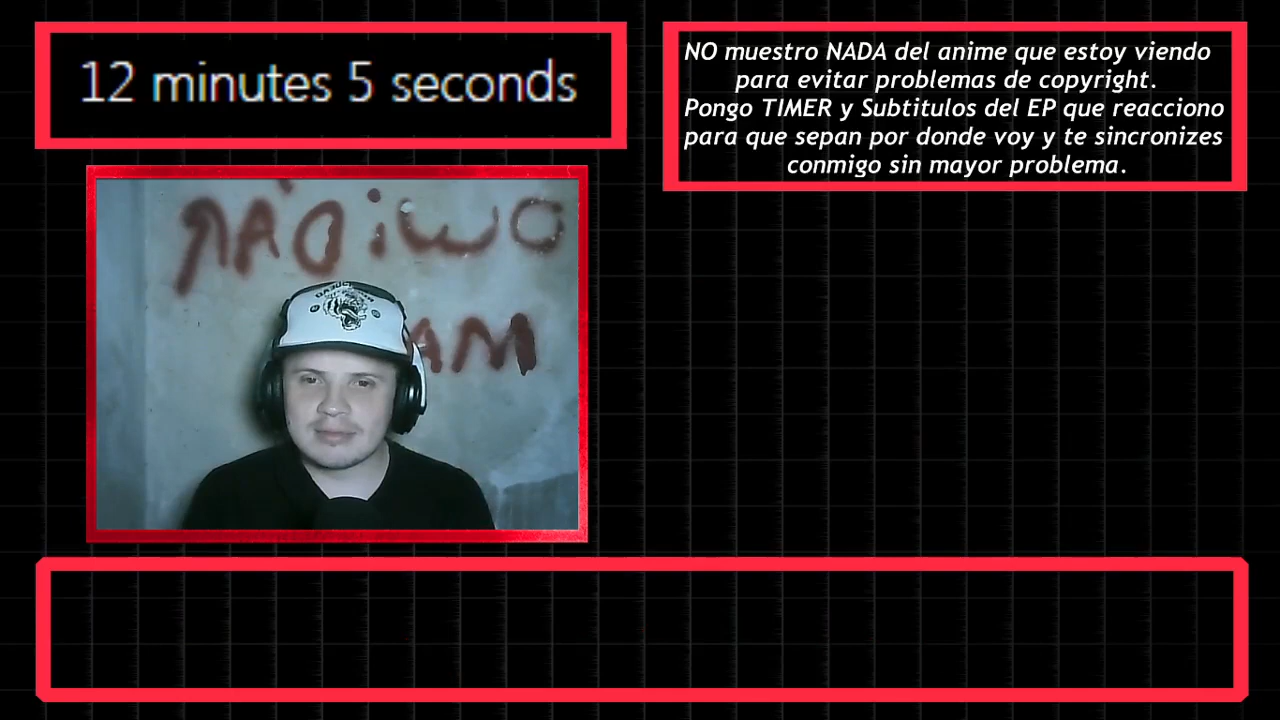 12 minutes 5 seconds
NO muestro NADA del anime que estoy viendo
para evitar problemas de copyright.
Pongo TIMER y Subtitulos del EP que reacciono
para que sepan por donde voy y te sincronizes
conmigo sin mayor problema.